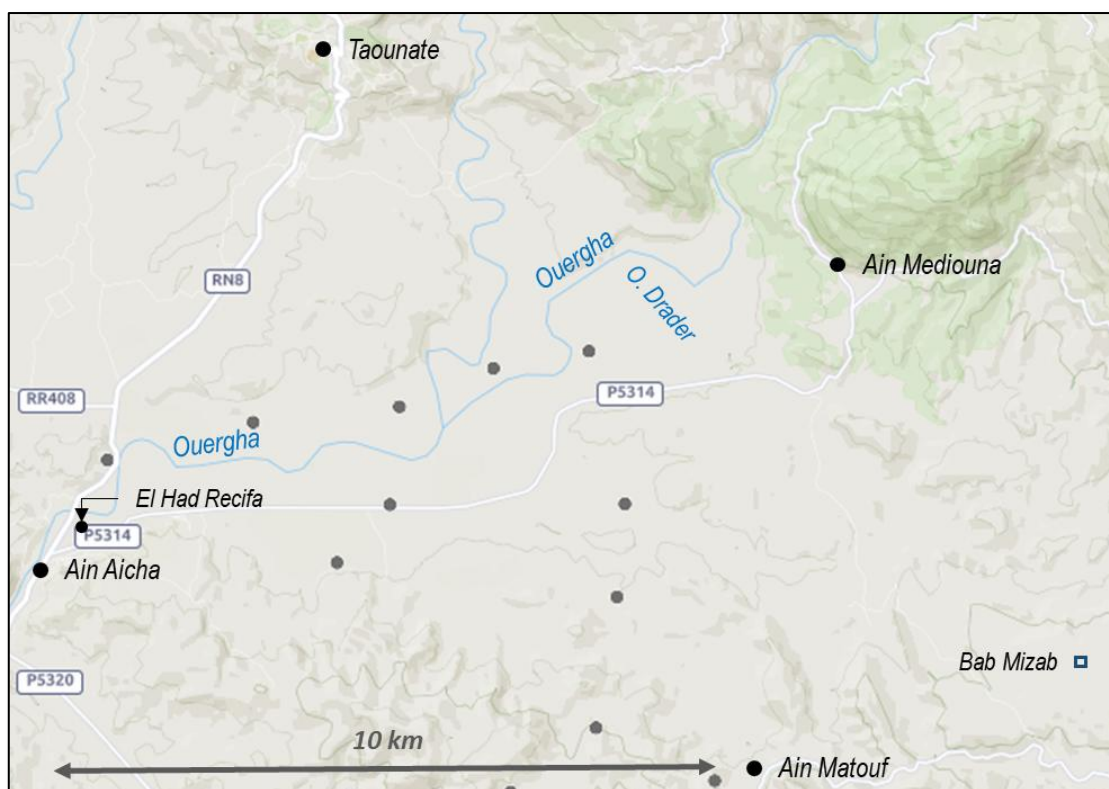 Taounate
Ouergha
Ain Mediouna
O. Drader
RN8
P5314
RR408
Ouergha
El Had Recifa
P5314
Ain Aicha
Bab Mizab
P5320
10 km
Ain Matouf